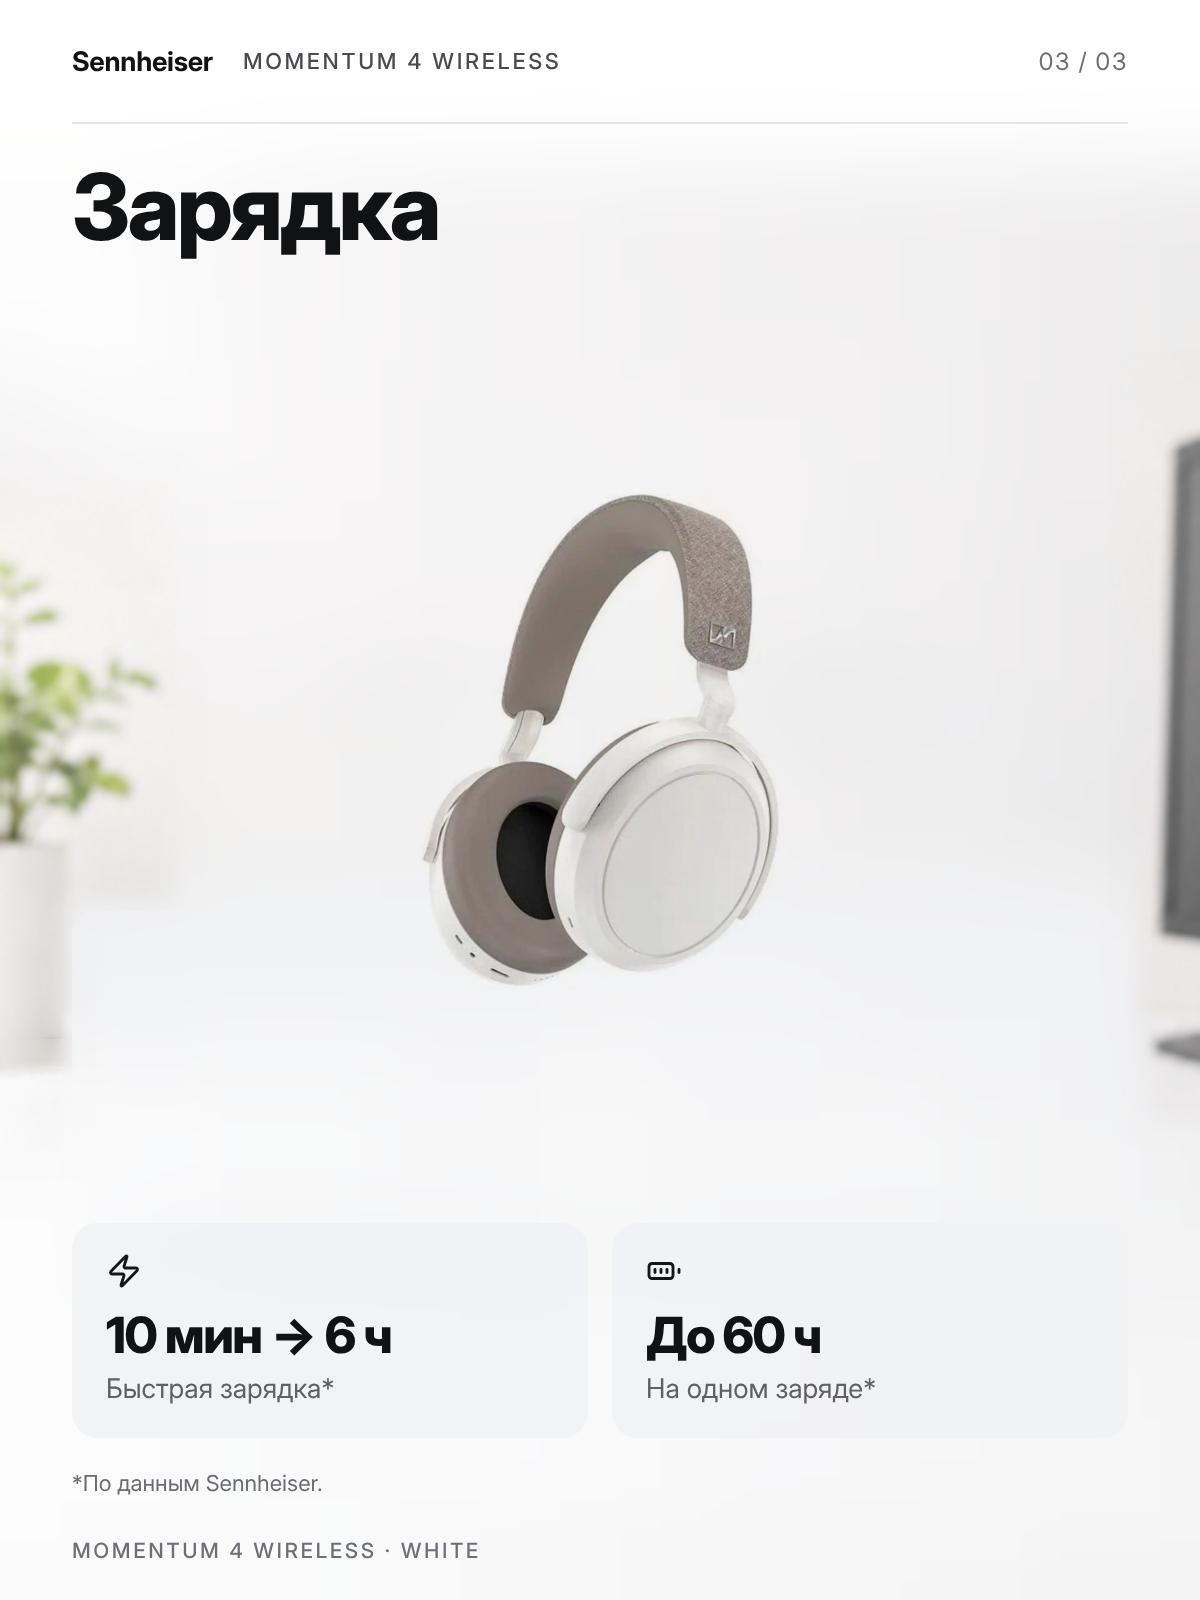 Sennheiser MOMENTUM 4 WIRELESS 03 / 03
Зарядка
10 мин → 6 ч
Быстрая зарядка*
До 60 ч
На одном заряде*
*По данным Sennheiser.
MOMENTUM 4 WIRELESS · WHITE